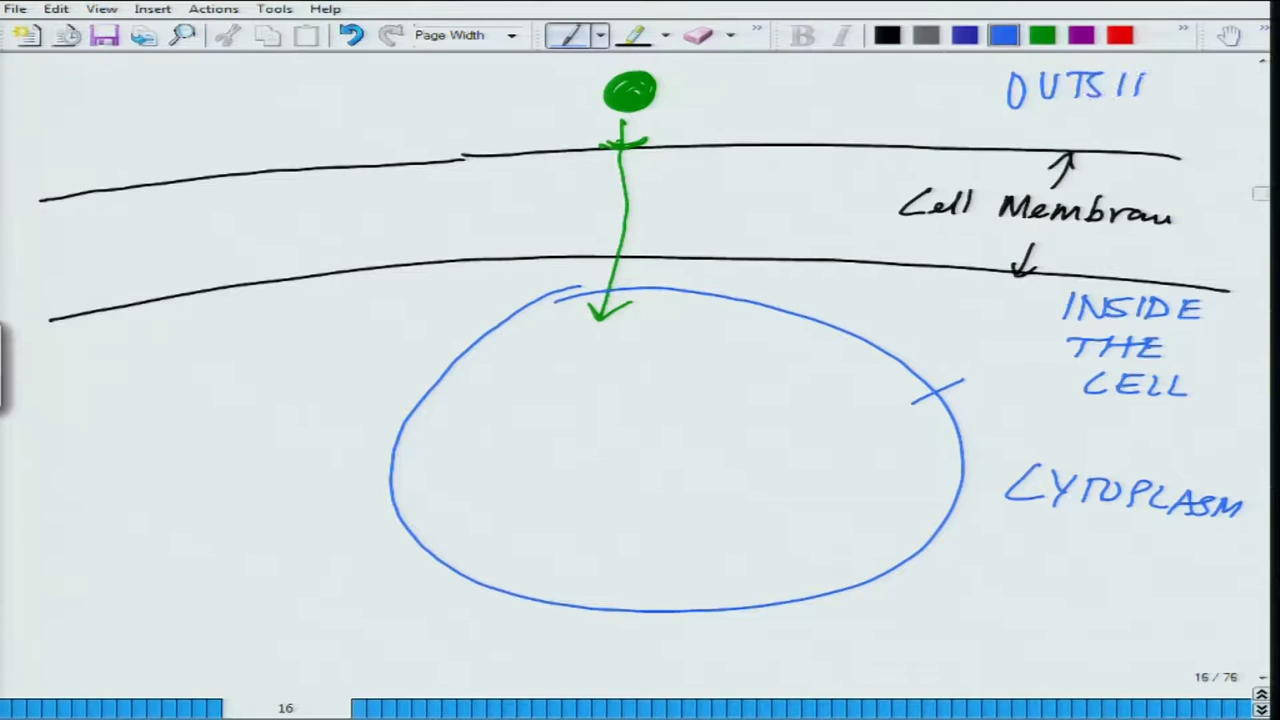 File Edit View Insert Actions Tools Help
Page Width
OUTSII
Cell Membran
INSIDE
THE
CELL
CYTOPLASM
16 / 76
16